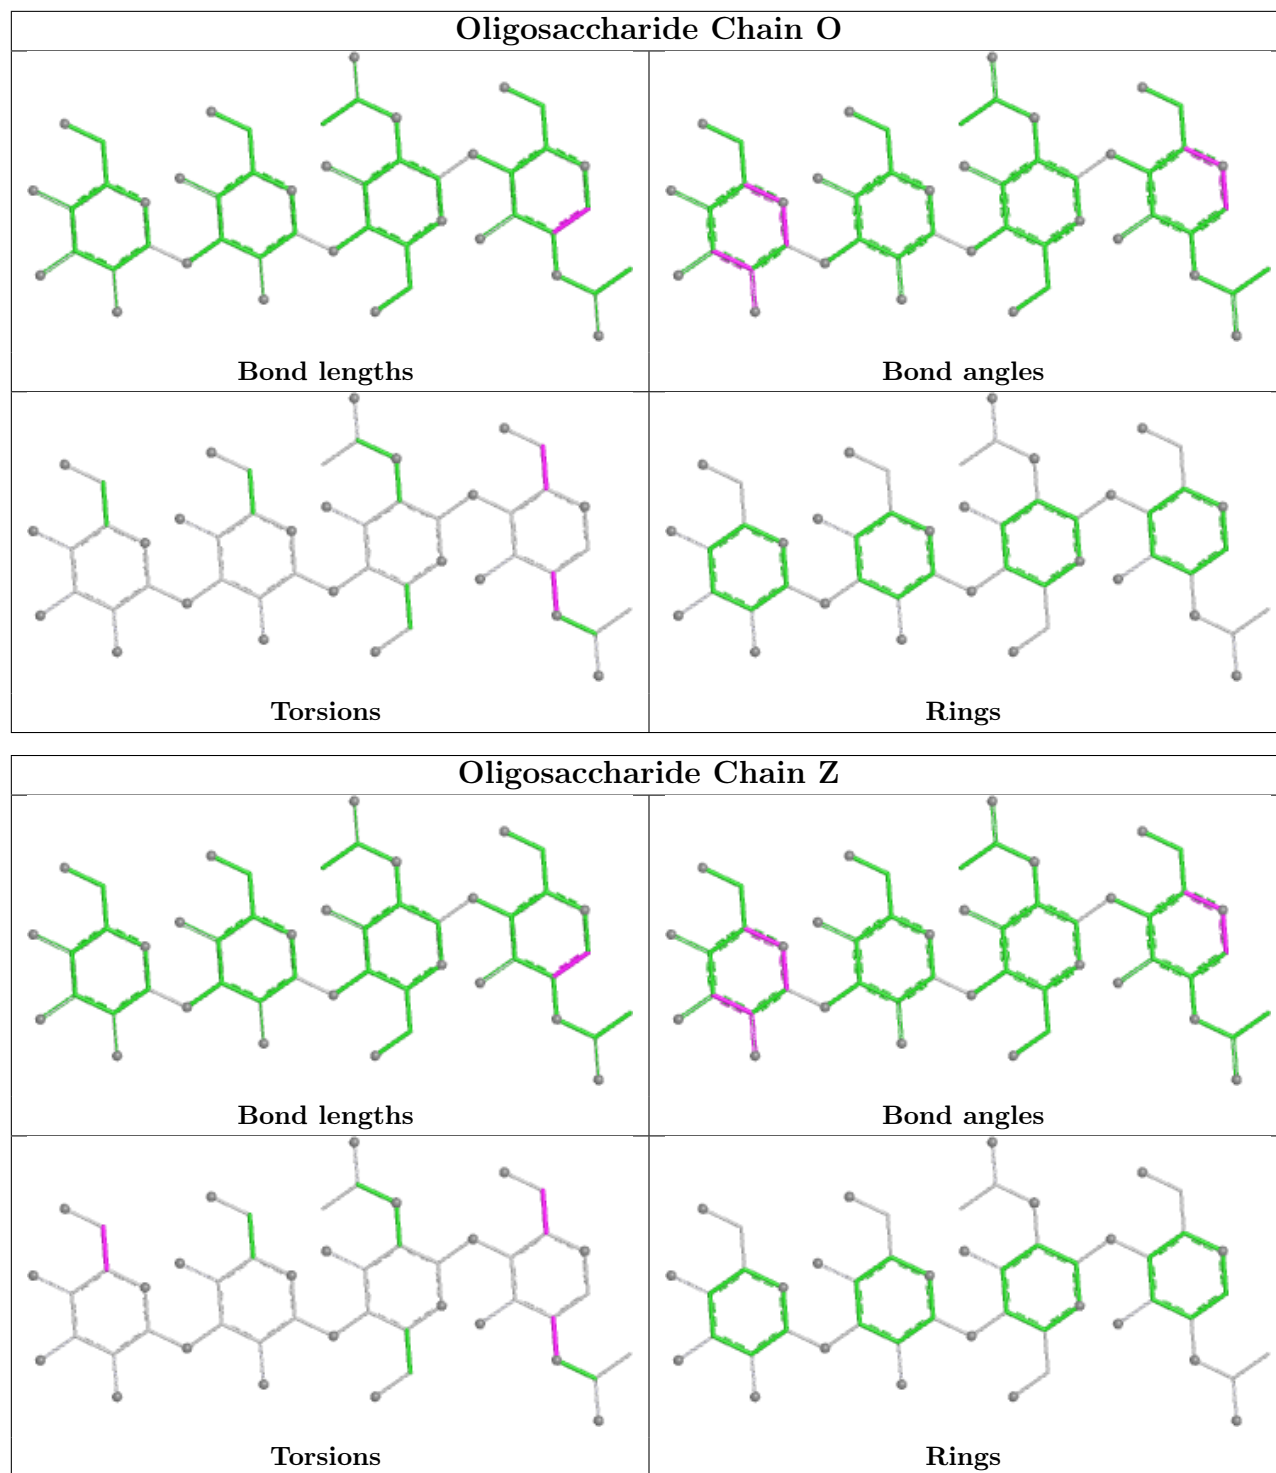 Oligosaccharide Chain O
Bond lengths
Bond angles
Torsions
Rings
Oligosaccharide Chain Z
Bond lengths
Bond angles
Torsions
Rings